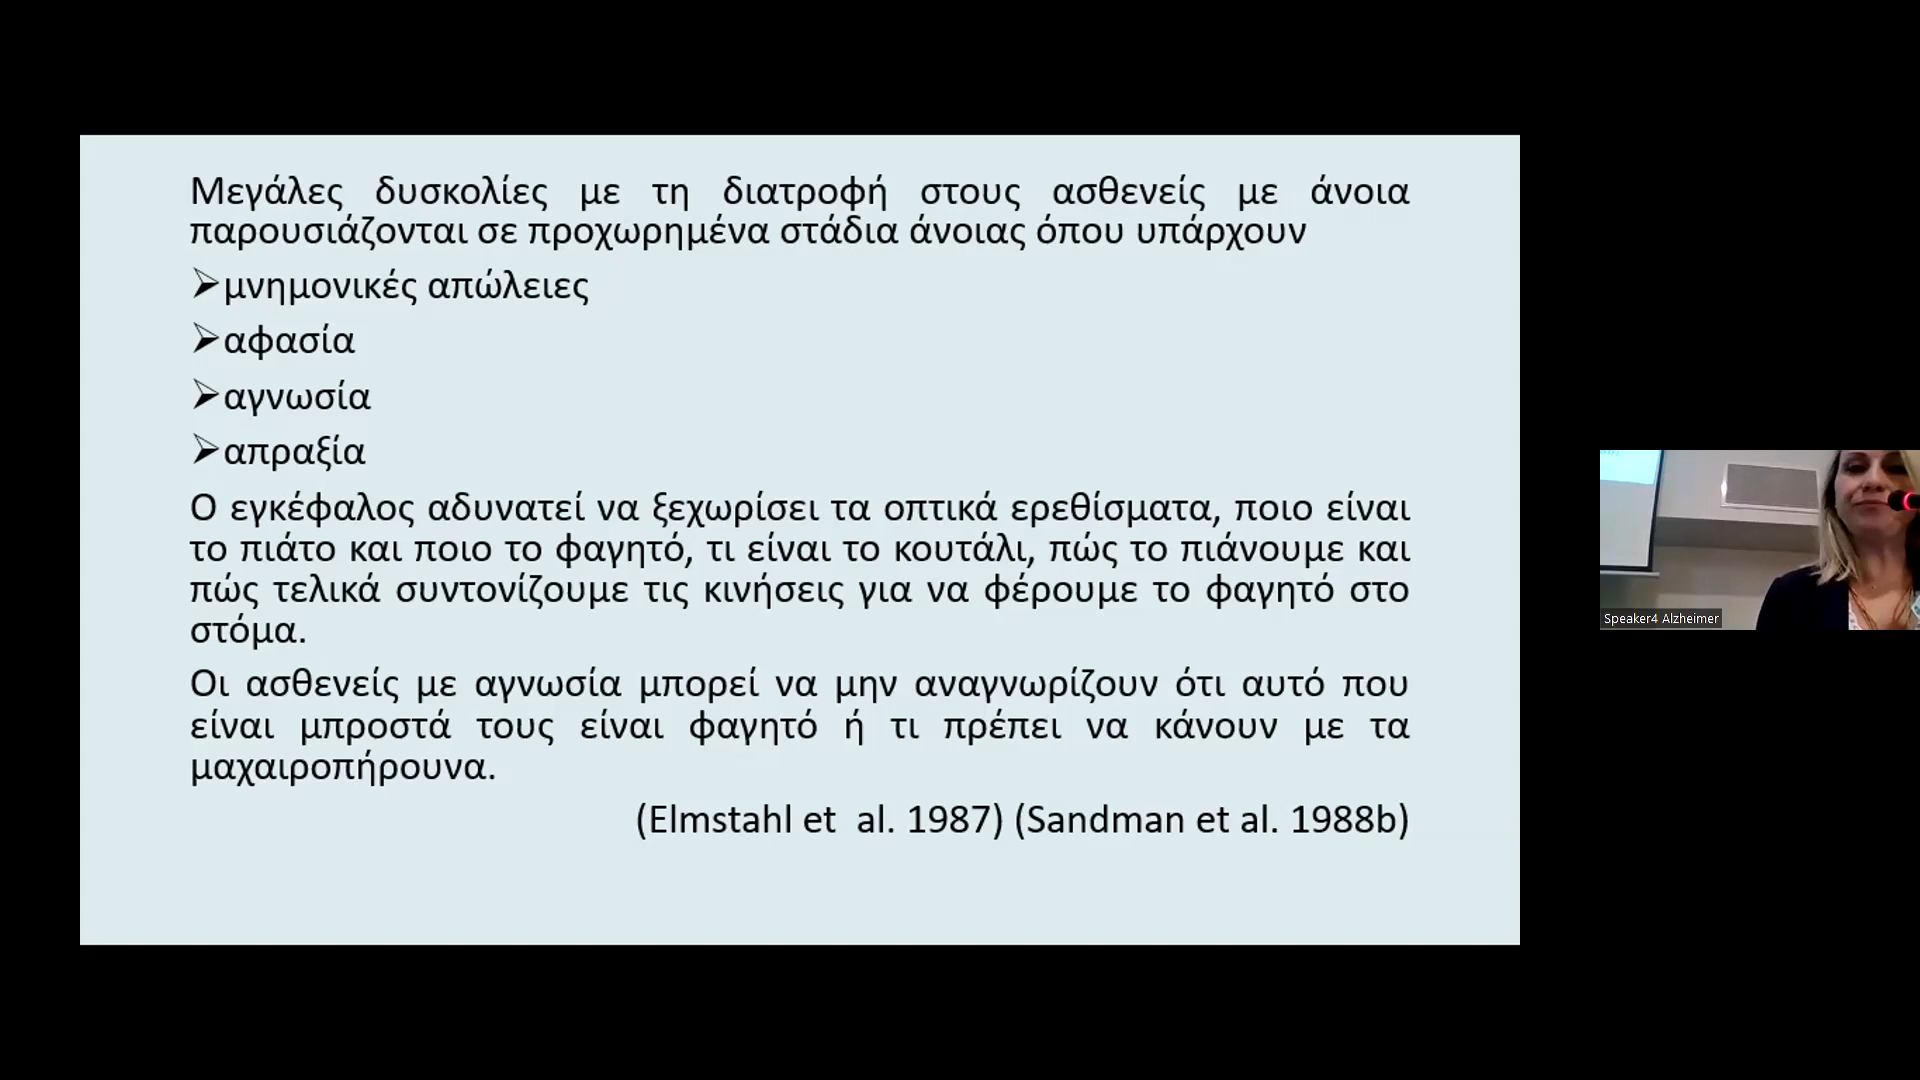 Μεγάλες δυσκολίες με τη διατροφή στους ασθενείς με άνοια
παρουσιάζονται σε προχωρημένα στάδια άνοιας όπου υπάρχουν
➢μνημονικές απώλειες
➢αφασία
➢αγνωσία
➢απραξία
Ο εγκέφαλος αδυνατεί να ξεχωρίσει τα οπτικά ερεθίσματα, ποιο είναι
το πιάτο και ποιο το φαγητό, τι είναι το κουτάλι, πώς το πιάνουμε και
πώς τελικά συντονίζουμε τις κινήσεις για να φέρουμε το φαγητό στο
στόμα.
Οι ασθενείς με αγνωσία μπορεί να μην αναγνωρίζουν ότι αυτό που
είναι μπροστά τους είναι φαγητό ή τι πρέπει να κάνουν με τα
μαχαιροπήρουνα.
(Elmstahl et  al. 1987) (Sandman et al. 1988b)
Speaker4 Alzheimer